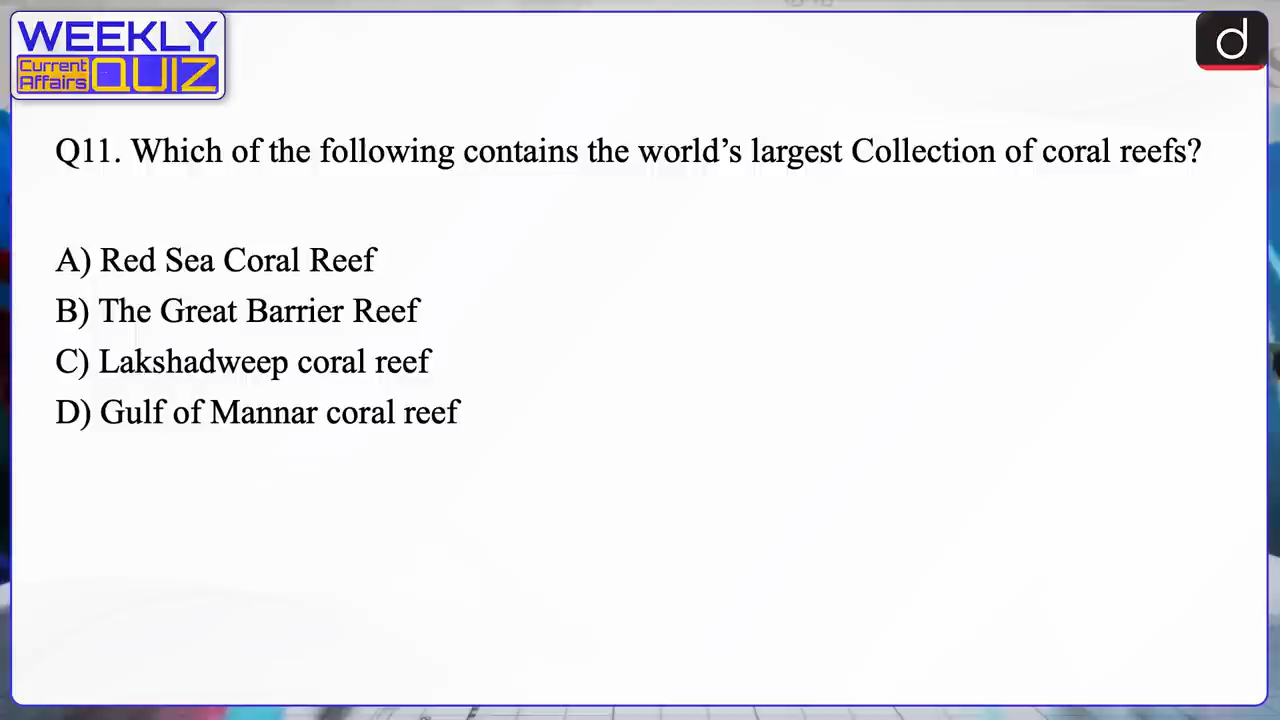 WEEKLY
Current
Affairs
QUIZ
d
Q11. Which of the following contains the world’s largest Collection of coral reefs?
A) Red Sea Coral Reef
B) The Great Barrier Reef
C) Lakshadweep coral reef
D) Gulf of Mannar coral reef